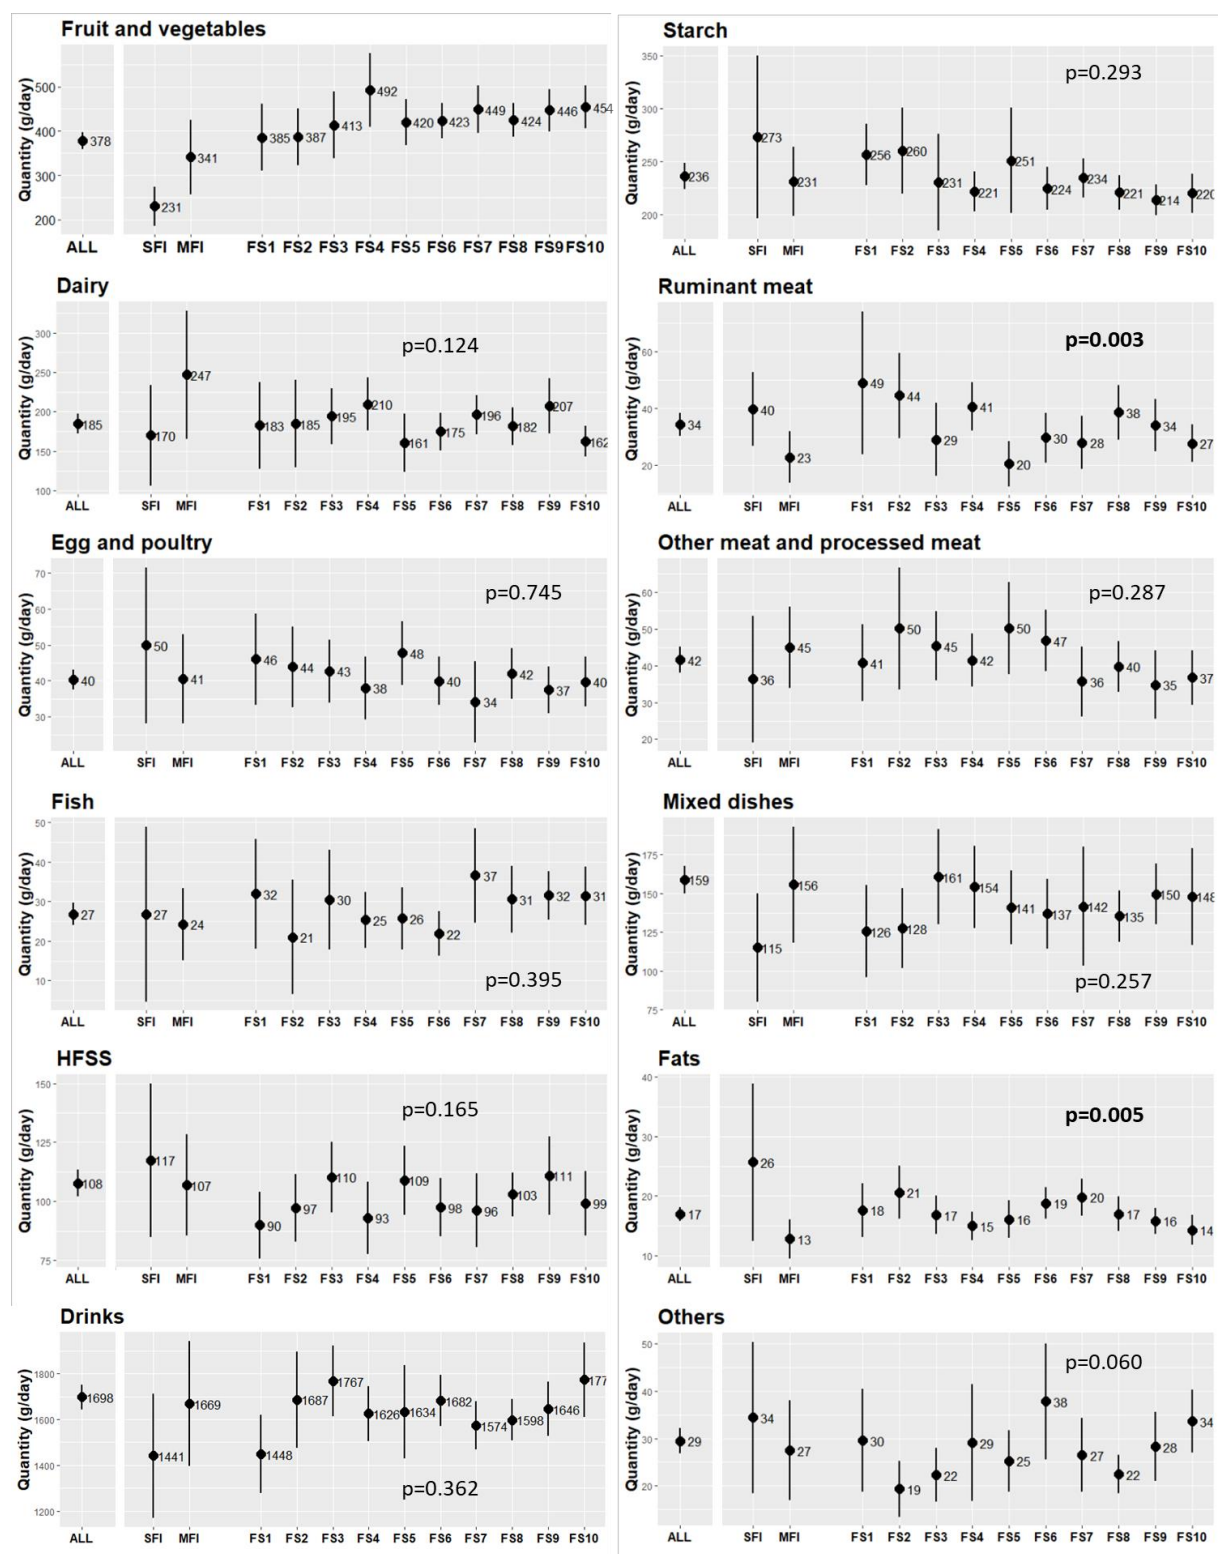 Fruit and vegetables
Quantity (g/day)
500
400
300
200
378 231 341 385 387 413 492 420 423 449 424 446 454
ALL SFI MFI FS1 FS2 FS3 FS4 FS5 FS6 FS7 FS8 FS9 FS10
Starch
p=0.293
Quantity (g/day)
350
300
250
200
236 273 231 256 260 231 221 251 224 234 221 214 220
ALL SFI MFI FS1 FS2 FS3 FS4 FS5 FS6 FS7 FS8 FS9 FS10
Dairy
p=0.124
Quantity (g/day)
300
250
200
150
100
185 170 247 183 185 195 210 161 175 196 182 207 162
ALL SFI MFI FS1 FS2 FS3 FS4 FS5 FS6 FS7 FS8 FS9 FS10
Ruminant meat
p=0.003
Quantity (g/day)
60
40
20
34 40 23 49 44 29 41 20 30 28 38 34 27
ALL SFI MFI FS1 FS2 FS3 FS4 FS5 FS6 FS7 FS8 FS9 FS10
Egg and poultry
p=0.745
Quantity (g/day)
70
60
50
40
30
40 50 41 46 44 43 38 48 40 34 42 37 40
ALL SFI MFI FS1 FS2 FS3 FS4 FS5 FS6 FS7 FS8 FS9 FS10
Other meat and processed meat
p=0.287
Quantity (g/day)
60
50
40
30
20
42 36 45 41 50 45 42 50 47 36 40 35 37
ALL SFI MFI FS1 FS2 FS3 FS4 FS5 FS6 FS7 FS8 FS9 FS10
Fish
Quantity (g/day)
50
40
30
20
10
27 27 24 32 21 30 25 26 22 37 31 32 31
p=0.395
ALL SFI MFI FS1 FS2 FS3 FS4 FS5 FS6 FS7 FS8 FS9 FS10
Mixed dishes
Quantity (g/day)
175
150
125
100
75
159 115 156 126 128 161 154 141 137 142 135 150 148
p=0.257
ALL SFI MFI FS1 FS2 FS3 FS4 FS5 FS6 FS7 FS8 FS9 FS10
HFSS
p=0.165
Quantity (g/day)
150
125
100
75
108 117 107 90 97 110 93 109 98 96 103 111 99
ALL SFI MFI FS1 FS2 FS3 FS4 FS5 FS6 FS7 FS8 FS9 FS10
Fats
p=0.005
Quantity (g/day)
40
30
20
10
17 26 13 18 21 17 15 16 19 20 17 16 14
ALL SFI MFI FS1 FS2 FS3 FS4 FS5 FS6 FS7 FS8 FS9 FS10
Drinks
Quantity (g/day)
1800
1600
1400
1200
1698 1441 1669 1448 1687 1767 1626 1634 1682 1574 1598 1646 177
p=0.362
ALL SFI MFI FS1 FS2 FS3 FS4 FS5 FS6 FS7 FS8 FS9 FS10
Others
p=0.060
Quantity (g/day)
50
40
30
20
29 34 27 30 19 22 29 25 38 27 22 28 34
ALL SFI MFI FS1 FS2 FS3 FS4 FS5 FS6 FS7 FS8 FS9 FS10